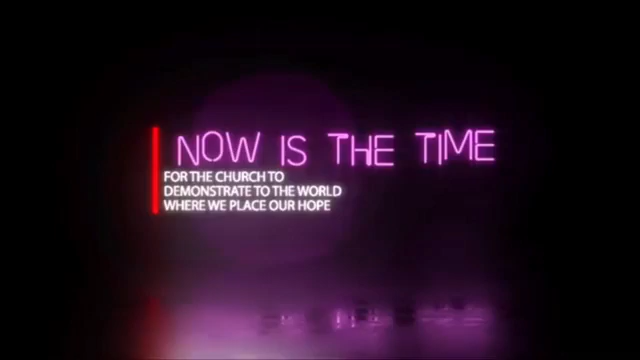 NOW IS THE TIME
FOR THE CHURCH TO
DEMONSTRATE TO THE WORLD
WHERE WE PLACE OUR HOPE